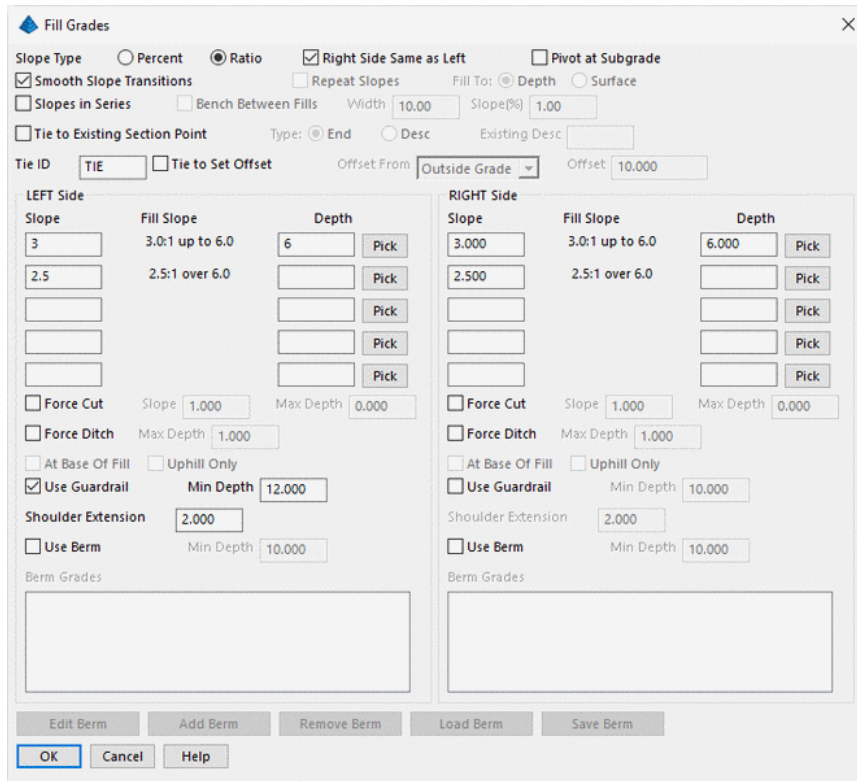 Fill Grades
Slope Type Percent Ratio Right Side Same as Left Pivot at Subgrade
Smooth Slope Transitions Repeat Slopes Fill To: Depth Surface
Slopes in Series Bench Between Fills Width 10.00 Slope(%) 1.00
Tie to Existing Section Point Type: End Desc Existing Desc
Tie ID TIE Tie to Set Offset Offset From Outside Grade Offset 10.000
LEFT Side
Slope Fill Slope Depth
3 3.0:1 up to 6.0 6 Pick
2.5 2.5:1 over 6.0 Pick
Pick
Pick
Pick
Force Cut Slope 1.000 Max Depth 0.000
Force Ditch Max Depth 1.000
At Base Of Fill Uphill Only
Use Guardrail Min Depth 12.000
Shoulder Extension 2.000
Use Berm Min Depth 10.000
Berm Grades
RIGHT Side
Slope Fill Slope Depth
3.000 3.0:1 up to 6.0 6.000 Pick
2.500 2.5:1 over 6.0 Pick
Pick
Pick
Pick
Force Cut Slope 1.000 Max Depth 0.000
Force Ditch Max Depth 1.000
At Base Of Fill Uphill Only
Use Guardrail Min Depth 10.000
Shoulder Extension 2.000
Use Berm Min Depth 10.000
Berm Grades
Edit Berm Add Berm Remove Berm Load Berm Save Berm
OK Cancel Help